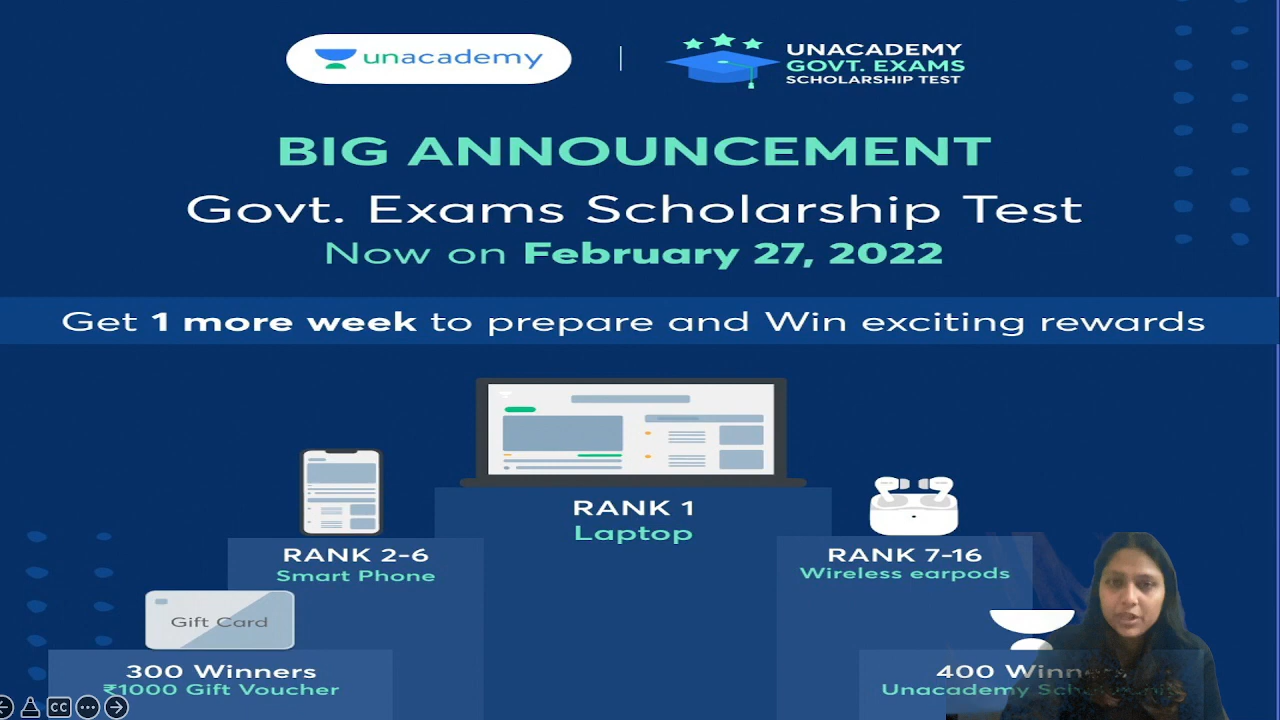 unacademy
UNACADEMY
GOVT. EXAMS
SCHOLARSHIP TEST
BIG ANNOUNCEMENT
Govt. Exams Scholarship Test
Now on February 27, 2022
Get 1 more week to prepare and Win exciting rewards
RANK 1
Laptop
RANK 2-6
Smart Phone
RANK 7-16
Wireless earpods
Gift Card
300 Winners
₹1000 Gift Voucher
400 Winners
Unacademy
CC